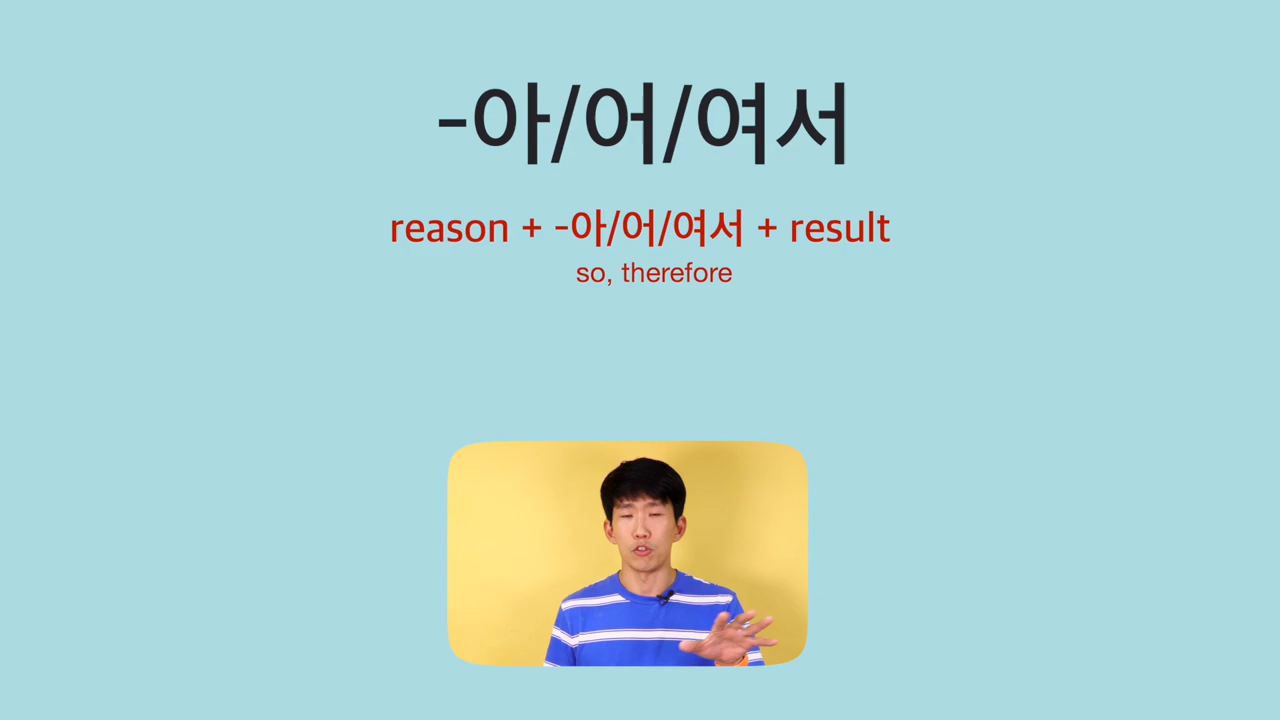 -아/어/여서
reason + -아/어/여서 + result
so, therefore